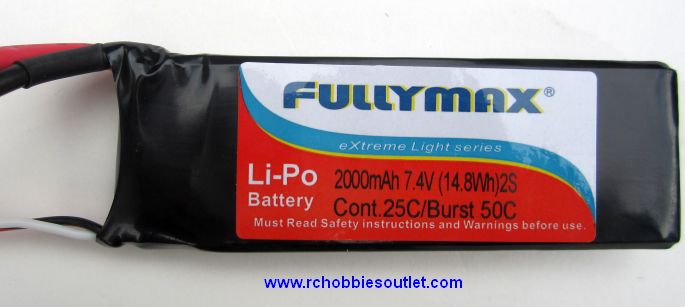 FULLYMAX®
eXtreme Light series
Li-Po 2000mAh 7.4V (14.8Wh)2S
Battery Cont.25C/Burst 50C
Must Read Safety instructions and Warnings before use.
www.rchobbiesoutlet.com